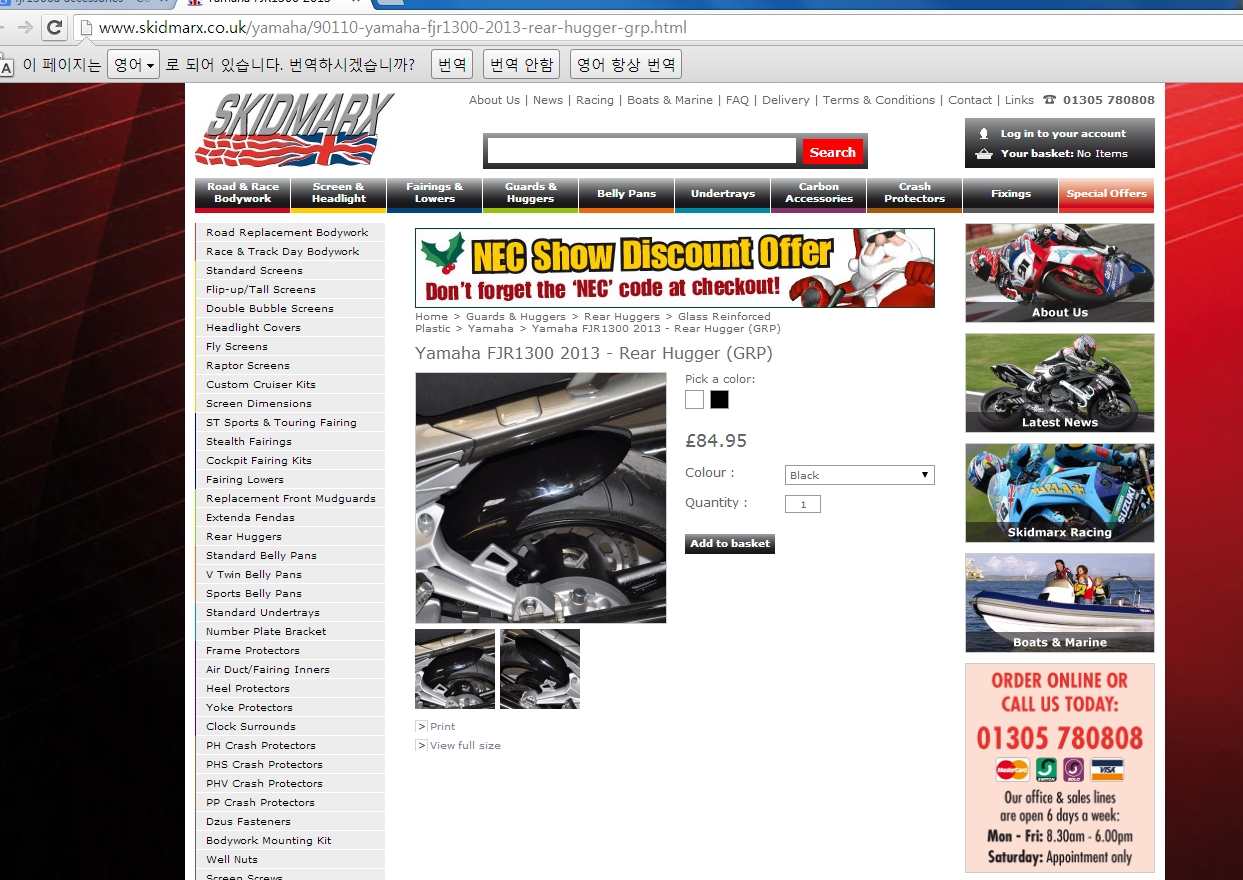 www.skidmarx.co.uk/yamaha/90110-yamaha-fjr1300-2013-rear-hugger-grp.html
A 이 페이지는 영어 로 되어 있습니다. 번역하시겠습니까? 번역 번역 안함 영어 항상 번역
SKIDMARX
About Us | News | Racing | Boats & Marine | FAQ | Delivery | Terms & Conditions | Contact | Links 01305 780808
Search
Log in to your account
Your basket: No Items
Road & Race Bodywork
Screen & Headlight
Fairings & Lowers
Guards & Huggers
Belly Pans
Undertrays
Carbon Accessories
Crash Protectors
Fixings
Special Offers
Road Replacement Bodywork
Race & Track Day Bodywork
Standard Screens
Flip-up/Tall Screens
Double Bubble Screens
Headlight Covers
Fly Screens
Raptor Screens
Custom Cruiser Kits
Screen Dimensions
ST Sports & Touring Fairing
Stealth Fairings
Cockpit Fairing Kits
Fairing Lowers
Replacement Front Mudguards
Extenda Fendas
Rear Huggers
Standard Belly Pans
V Twin Belly Pans
Sports Belly Pans
Standard Undertrays
Number Plate Bracket
Frame Protectors
Air Duct/Fairing Inners
Heel Protectors
Yoke Protectors
Clock Surrounds
PH Crash Protectors
PHS Crash Protectors
PHV Crash Protectors
PP Crash Protectors
Dzus Fasteners
Bodywork Mounting Kit
Well Nuts
Screen Screws
NEC Show Discount Offer
Don't forget the 'NEC' code at checkout!
Home > Guards & Huggers > Rear Huggers > Glass Reinforced
Plastic > Yamaha > Yamaha FJR1300 2013 - Rear Hugger (GRP)
Yamaha FJR1300 2013 - Rear Hugger (GRP)
Pick a color:
£84.95
Colour : Black
Quantity : 1
Add to basket
> Print
> View full size
About Us
Latest News
SUZUKI
Skidmarx Racing
Boats & Marine
ORDER ONLINE OR
CALL US TODAY:
01305 780808
MasterCard SWITCH SOLO VISA
Our office & sales lines
are open 6 days a week:
Mon - Fri: 8.30am - 6.00pm
Saturday: Appointment only